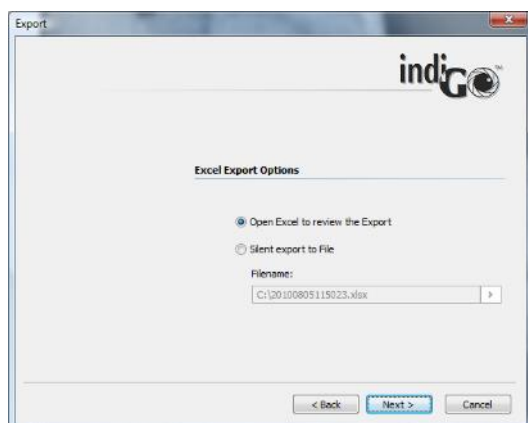 Export
indiGo™
Excel Export Options
Open Excel to review the Export
Silent export to File
Filename:
C:\20100805115023.xlsx
>
< Back Next > Cancel